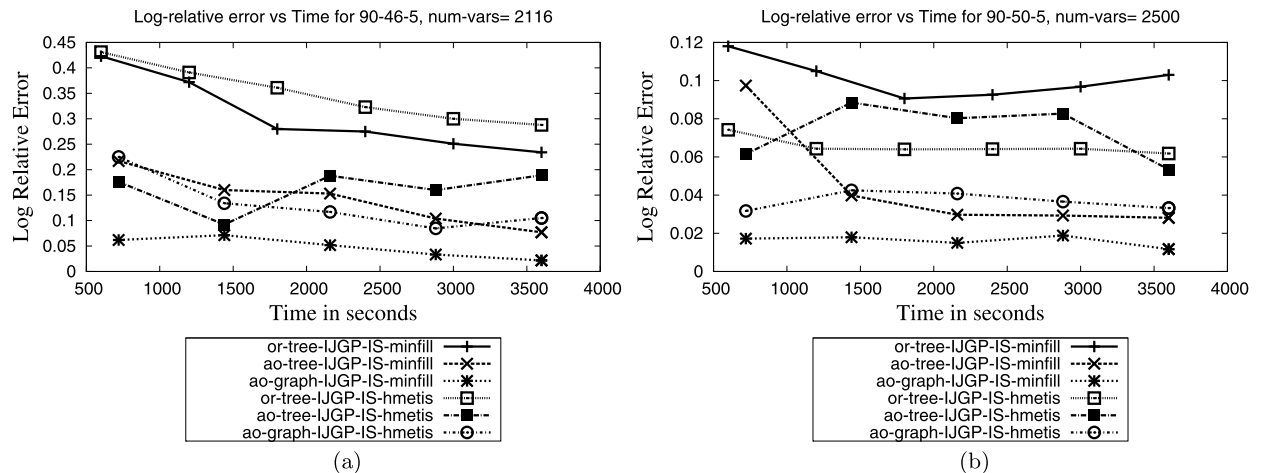 Log-relative error vs Time for 90-46-5, num-vars= 2116
Log Relative Error
0.45
0.4
0.35
0.3
0.25
0.2
0.15
0.1
0.05
0
500 1000 1500 2000 2500 3000 3500 4000
Time in seconds
or-tree-IJGP-IS-minfill
ao-tree-IJGP-IS-minfill
ao-graph-IJGP-IS-minfill
or-tree-IJGP-IS-hmetis
ao-tree-IJGP-IS-hmetis
ao-graph-IJGP-IS-hmetis
(a)
Log-relative error vs Time for 90-50-5, num-vars= 2500
Log Relative Error
0.12
0.1
0.08
0.06
0.04
0.02
0
500 1000 1500 2000 2500 3000 3500 4000
Time in seconds
or-tree-IJGP-IS-minfill
ao-tree-IJGP-IS-minfill
ao-graph-IJGP-IS-minfill
or-tree-IJGP-IS-hmetis
ao-tree-IJGP-IS-hmetis
ao-graph-IJGP-IS-hmetis
(b)